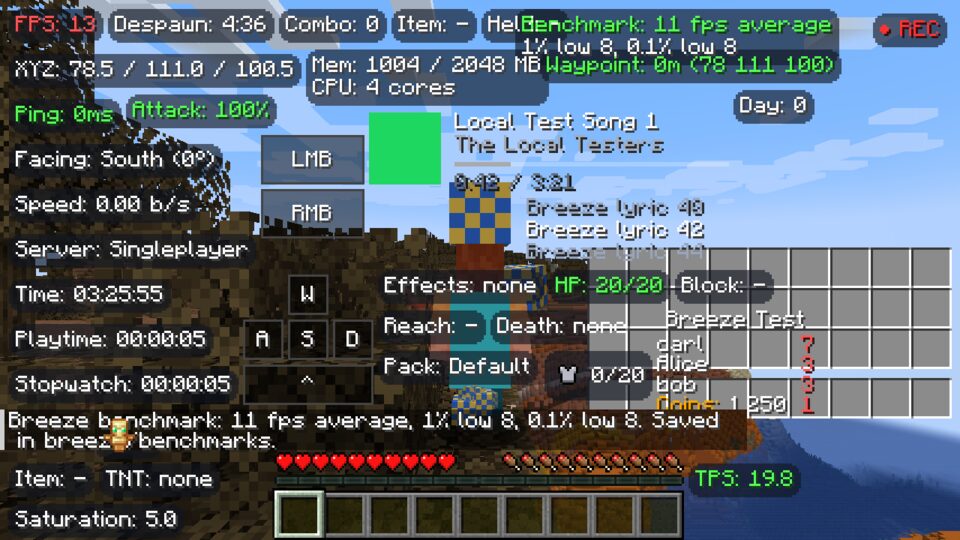 FPS: 13
Despawn: 4:36
Combo: 0
Item: -
Benchmark: 11 fps average
1% low 8, 0.1% low 8
REC
XYZ: 78.5 / 111.0 / 100.5
Mem: 1004 / 2048 MB
CPU: 4 cores
Waypoint: 0m (78 111 100)
Ping: 0ms
Attack: 100%
Day: 0
Local Test Song 1
The Local Testers
0:42 / 3:21
Facing: South (0°)
LMB
Speed: 0.00 b/s
RMB
Breeze lyric 40
Breeze lyric 42
Breeze lyric 44
Server: Singleplayer
Time: 03:25:55
W
Effects: none
HP: 20/20
Block: -
Playtime: 00:00:05
A
S
D
Reach: -
Death: none
Breeze Test
darl 7
Alice 3
bob 3
Coins: 1,250 1
Pack: Default
0/20
Stopwatch: 00:00:05
^
Breeze benchmark: 11 fps average, 1% low 8, 0.1% low 8. Saved
in breeze benchmarks.
Item: -
TNT: none
TPS: 19.8
Saturation: 5.0